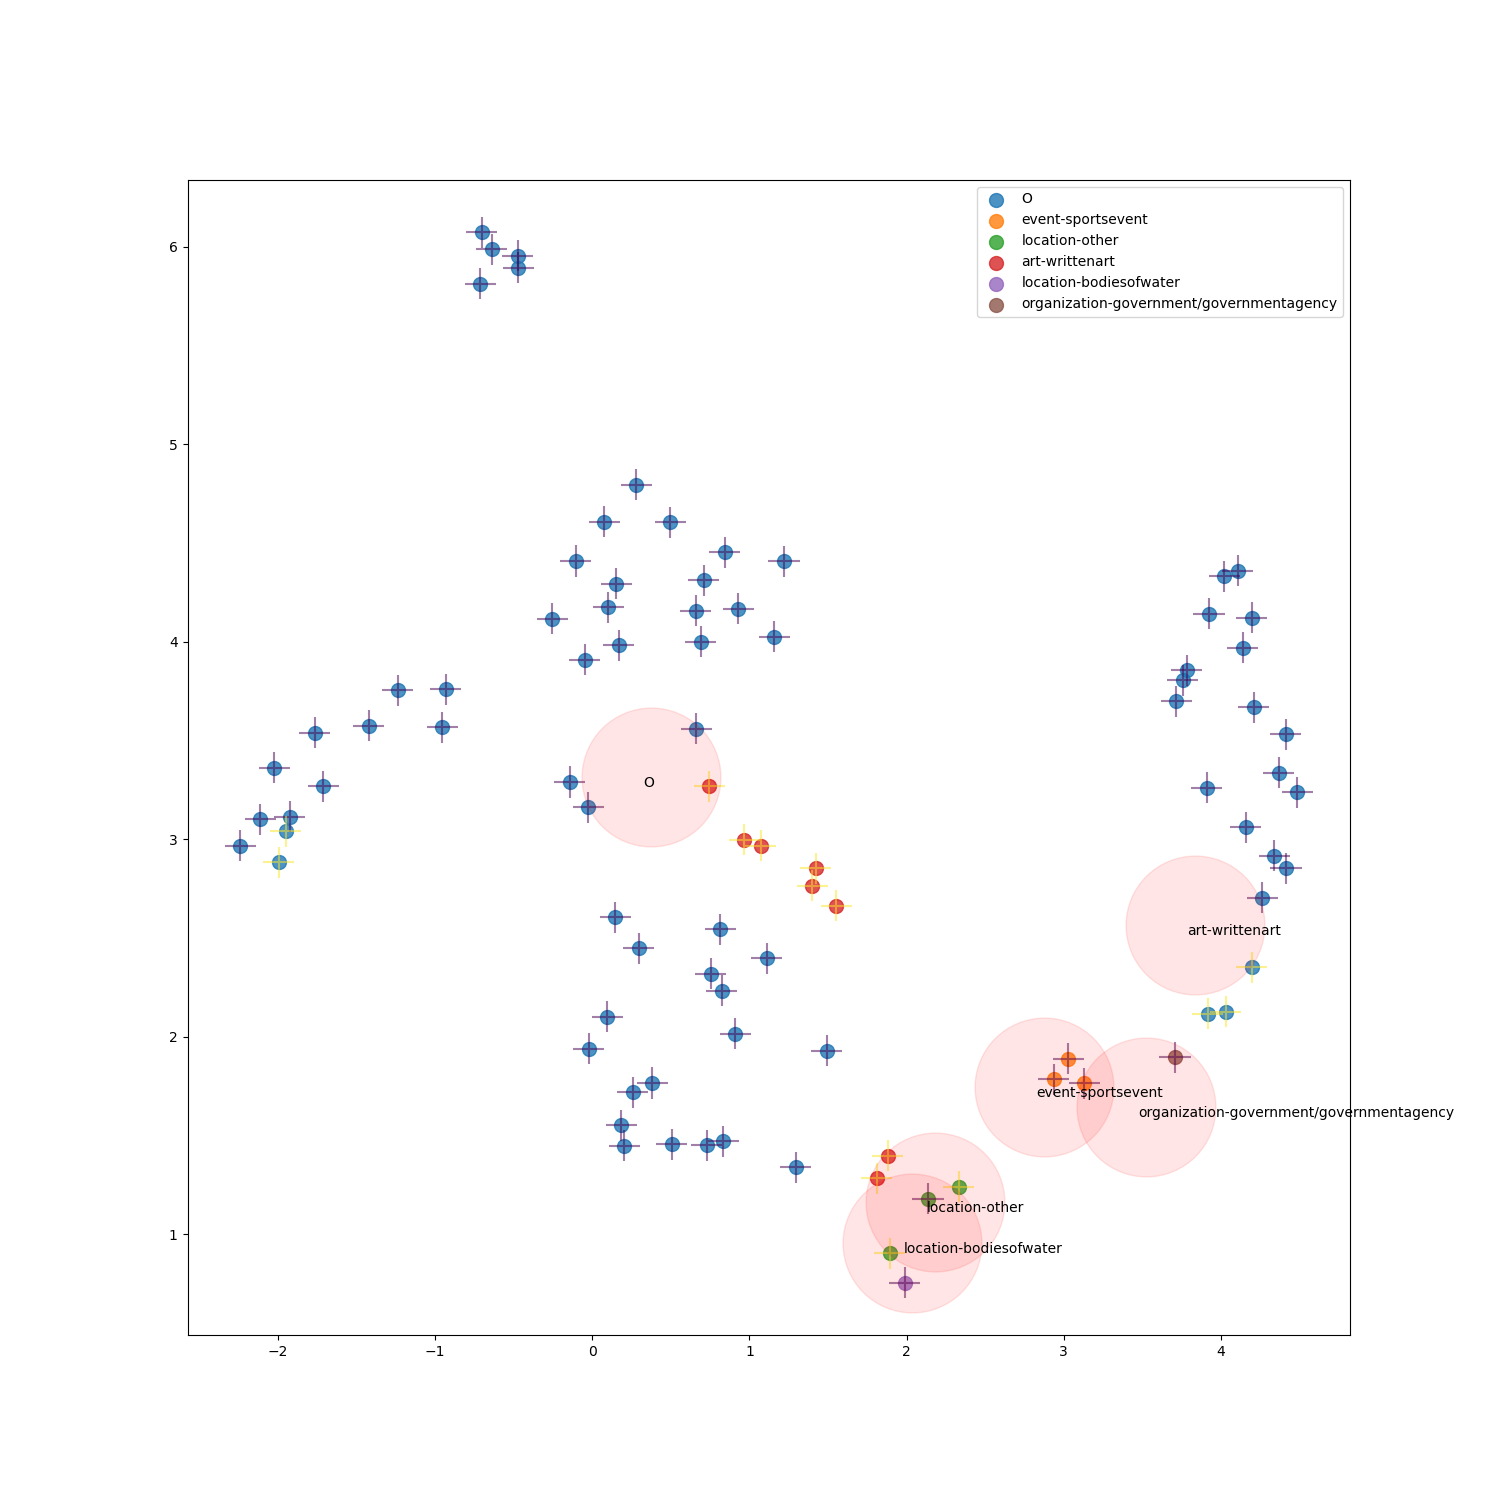 O
event-sportsevent
location-other
art-writtenart
location-bodiesofwater
organization-government/governmentagency
6
5
4
3
2
1
O
art-writtenart
event-sportsevent
organization-government/governmentagency
location-other
location-bodiesofwater
−2 −1 0 1 2 3 4